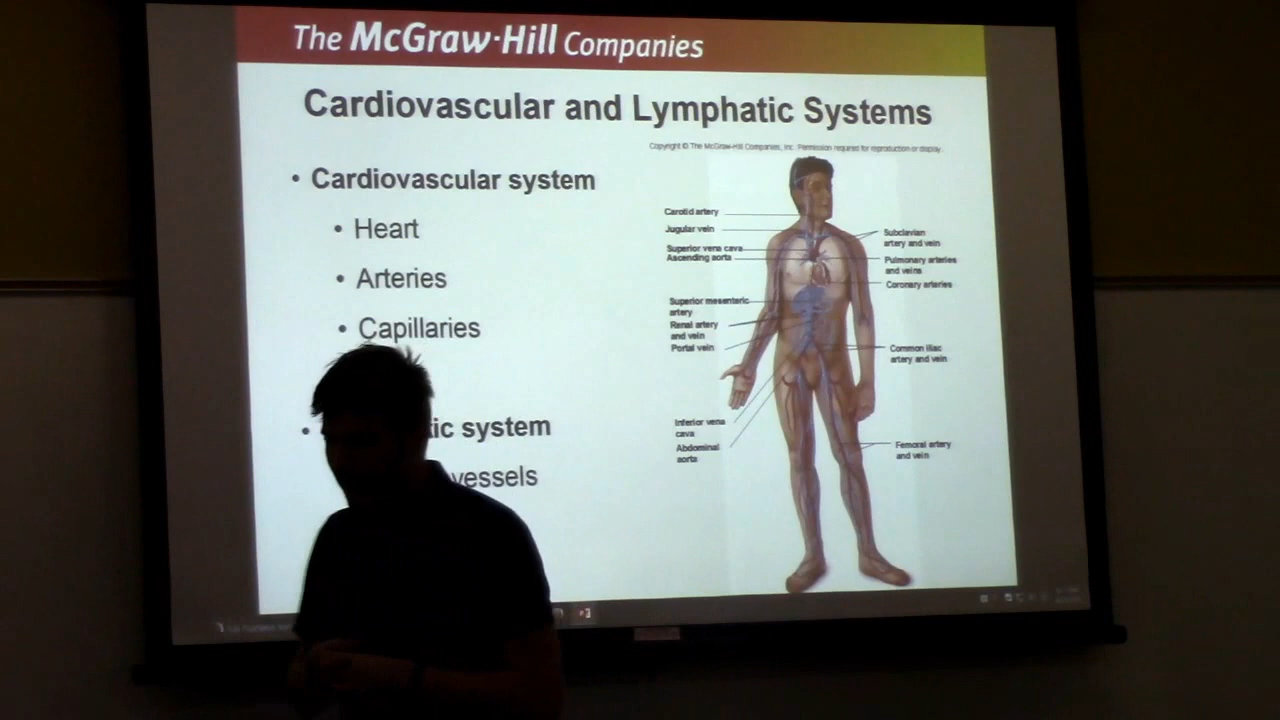 The McGraw-Hill Companies
Cardiovascular and Lymphatic Systems
Copyright © The McGraw-Hill Companies, Inc. Permission required for reproduction or display.
• Cardiovascular system
• Heart
• Arteries
• Capillaries
• tic system
vessels
Carotid artery
Jugular vein
Superior vena cava
Ascending aorta
Superior mesenteric
artery
Renal artery
and vein
Portal vein
Inferior vena
cava
Abdominal
aorta
Subclavian
artery and vein
Pulmonary arteries
and veins
Coronary arteries
Common iliac
artery and vein
Femoral artery
and vein